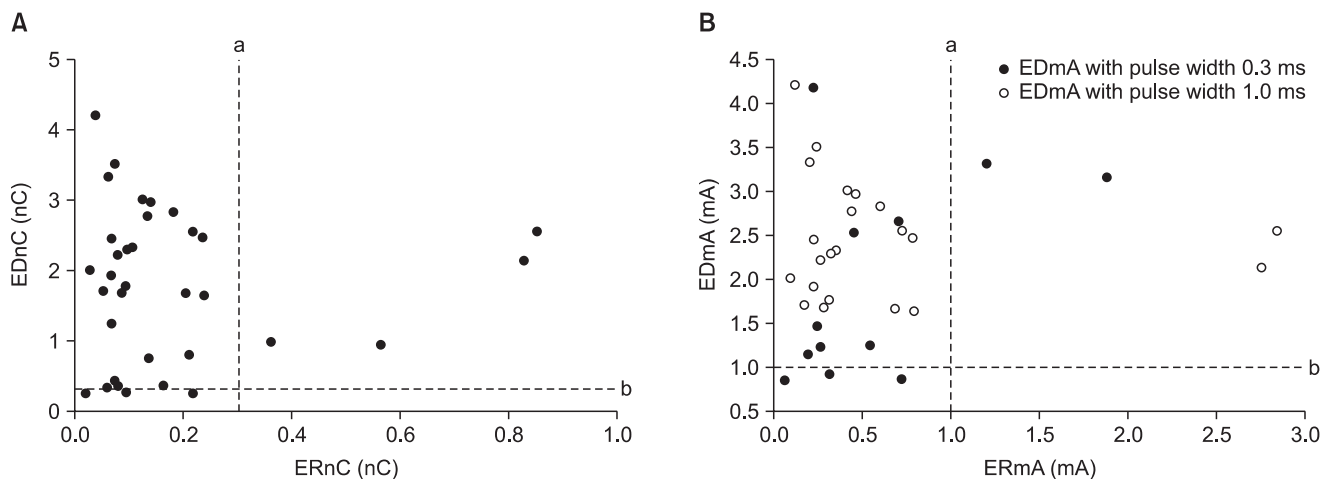 A
a
5
4
3
2
1
0
EDnC (nC)
b
0.0
0.2
0.4
0.6
0.8
1.0
ERnC (nC)
B
a
4.5
4.0
3.5
3.0
2.5
2.0
1.5
1.0
0.5
EDmA (mA)
EDmA with pulse width 0.3 ms
EDmA with pulse width 1.0 ms
b
0.0
0.5
1.0
1.5
2.0
2.5
3.0
ERmA (mA)